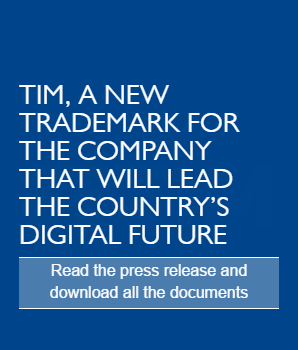 TIM, A NEW
TRADEMARK FOR
THE COMPANY
THAT WILL LEAD
THE COUNTRY’S
DIGITAL FUTURE
Read the press release and
download all the documents